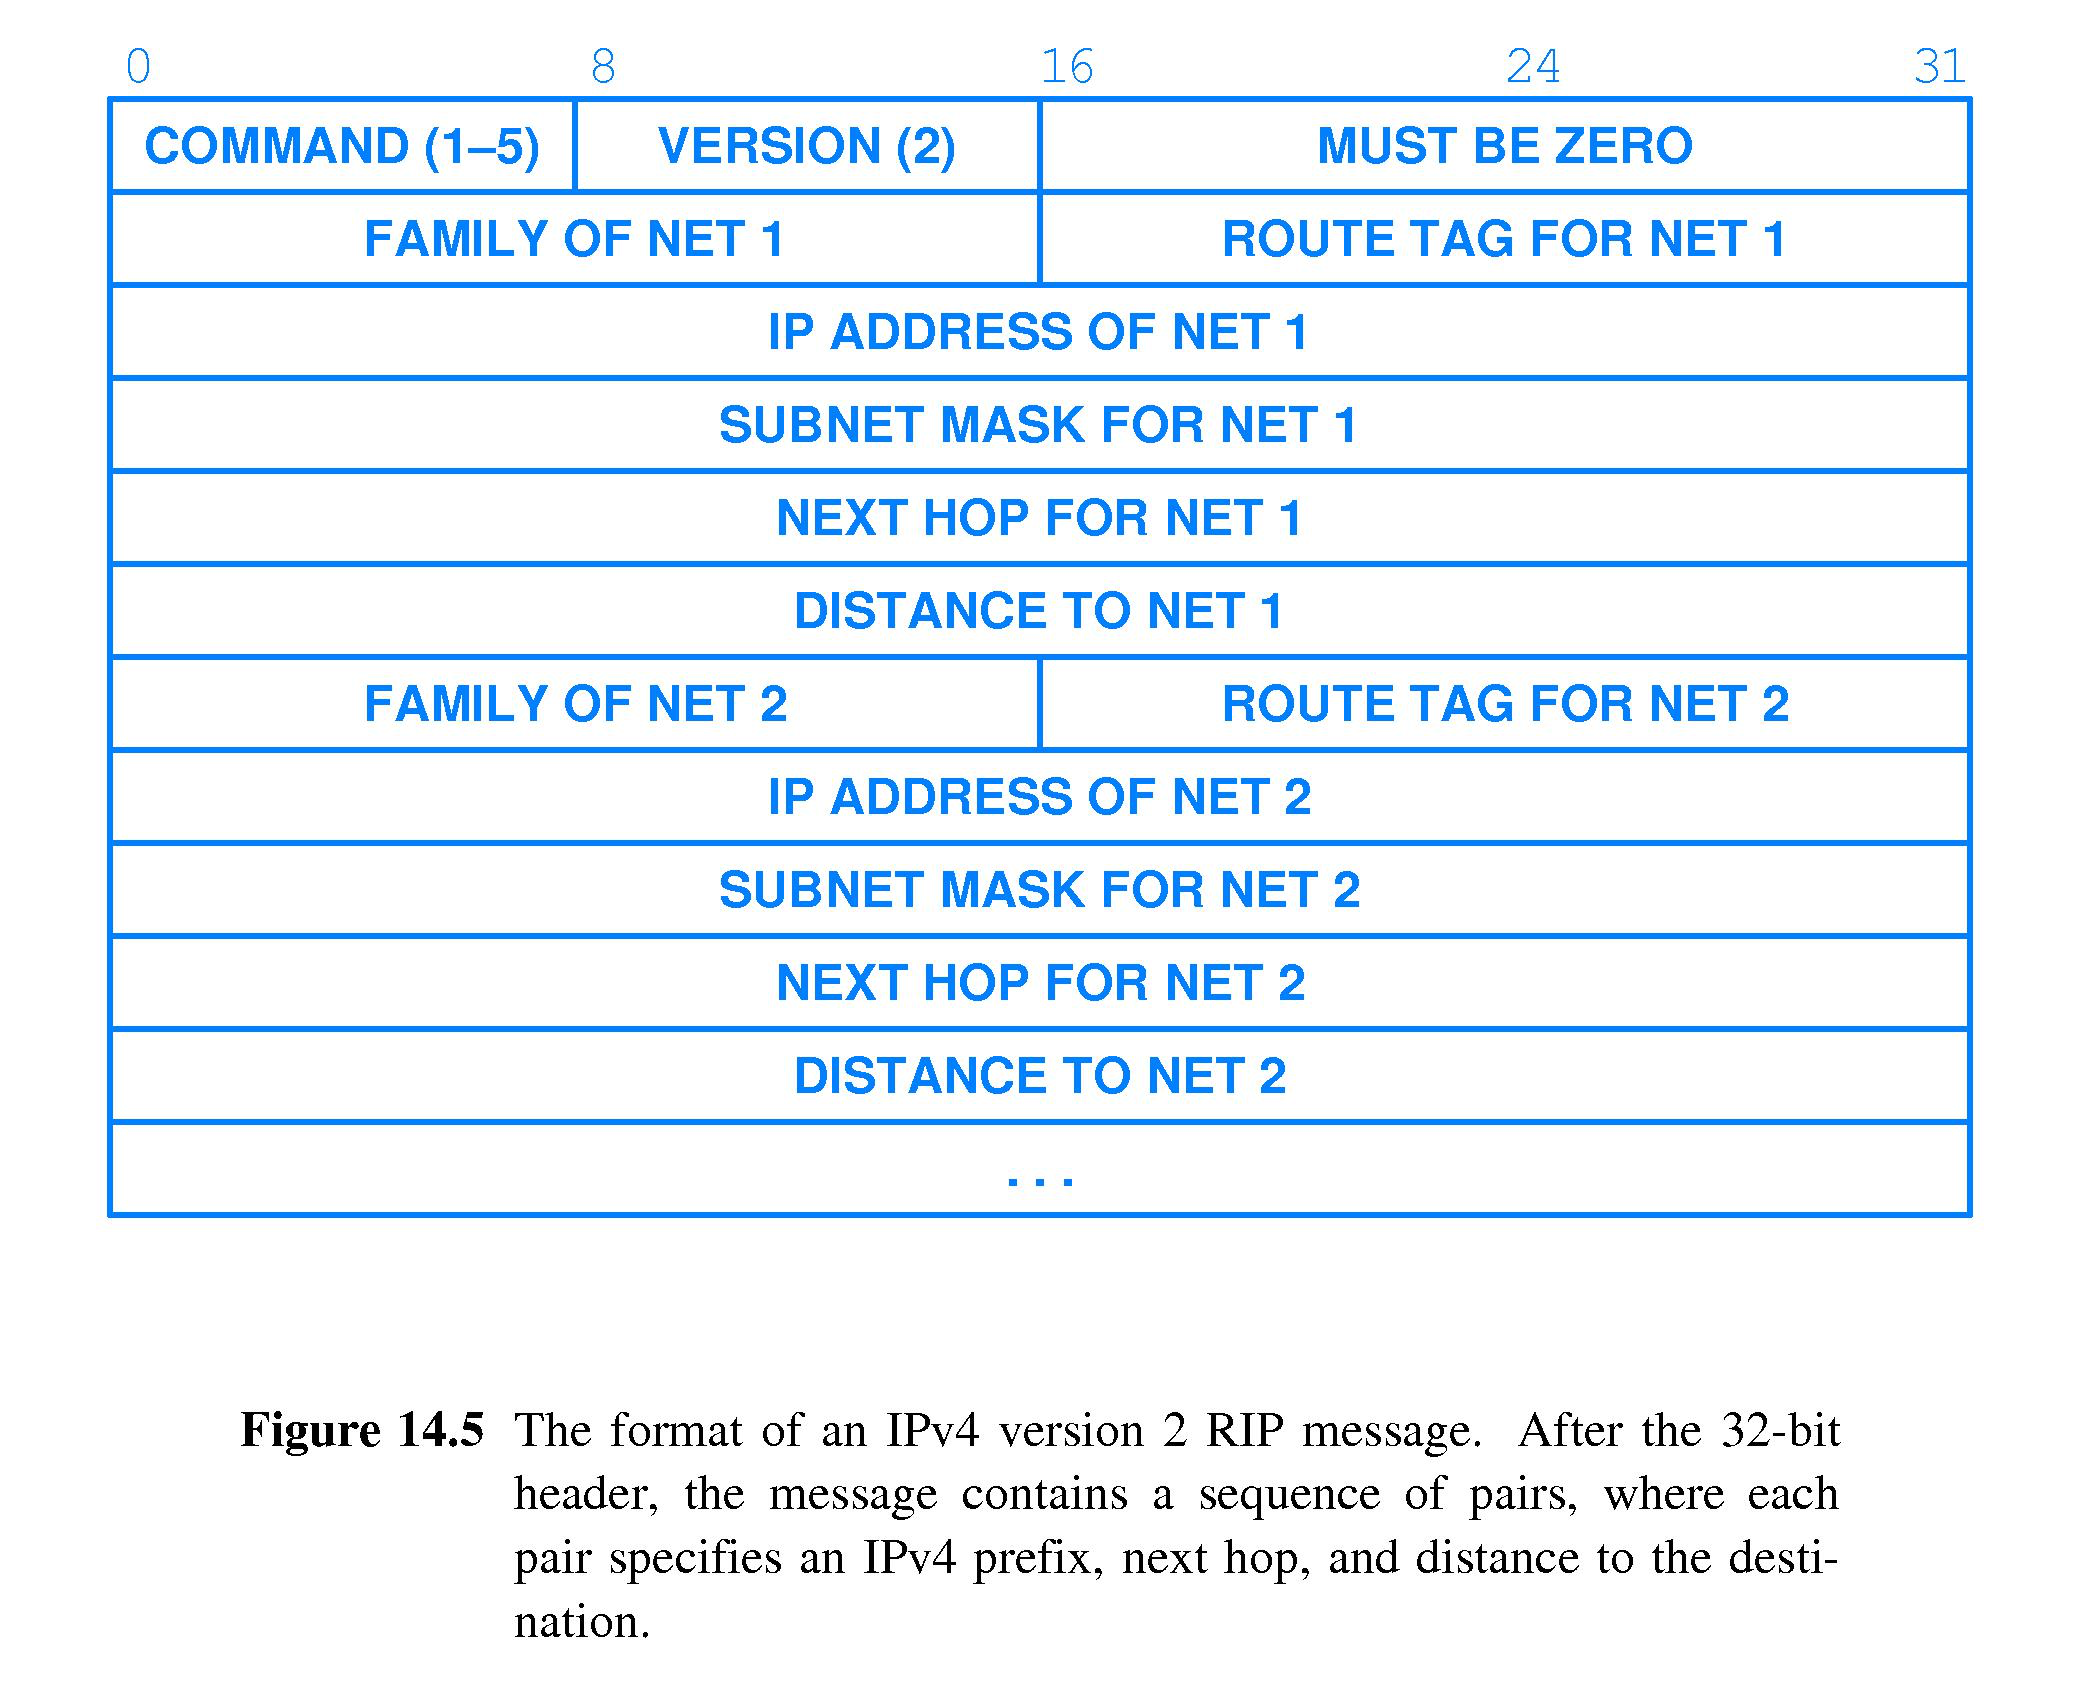 0 8 16 24 31
COMMAND (1–5) VERSION (2) MUST BE ZERO
FAMILY OF NET 1 ROUTE TAG FOR NET 1
IP ADDRESS OF NET 1
SUBNET MASK FOR NET 1
NEXT HOP FOR NET 1
DISTANCE TO NET 1
FAMILY OF NET 2 ROUTE TAG FOR NET 2
IP ADDRESS OF NET 2
SUBNET MASK FOR NET 2
NEXT HOP FOR NET 2
DISTANCE TO NET 2
. . .
Figure 14.5 The format of an IPv4 version 2 RIP message. After the 32-bit
header, the message contains a sequence of pairs, where each
pair specifies an IPv4 prefix, next hop, and distance to the desti-
nation.